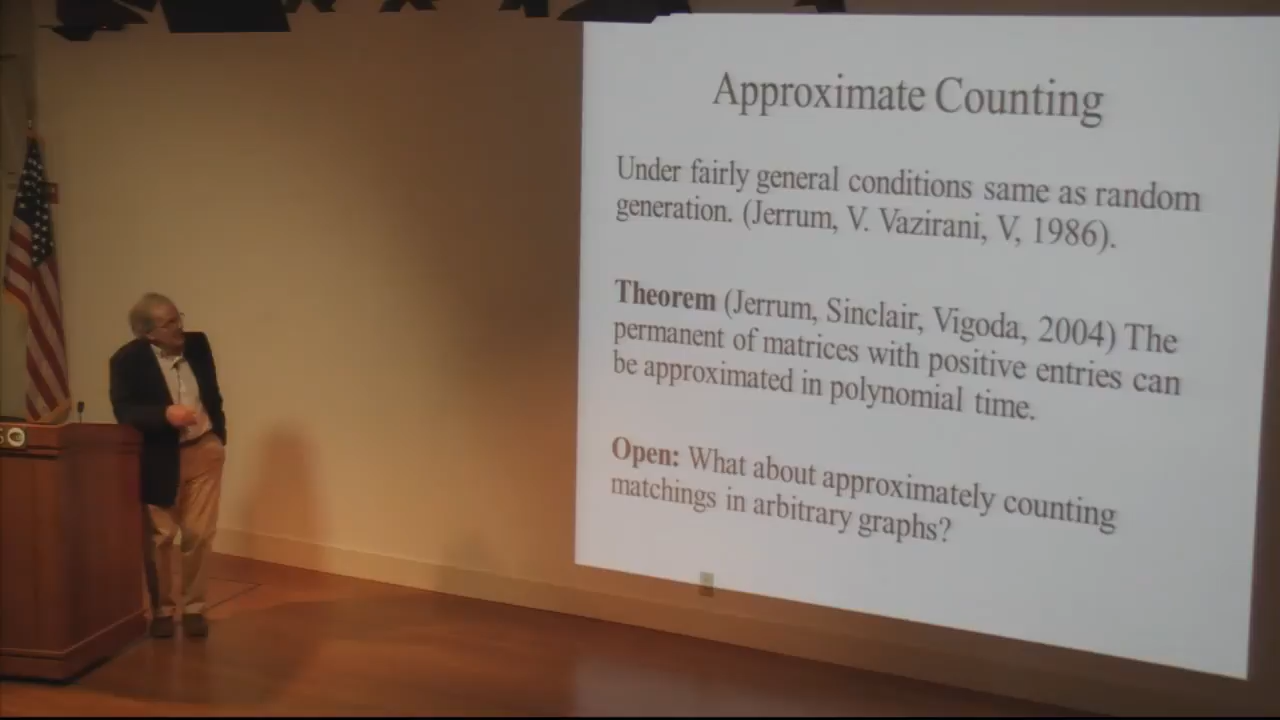 Approximate Counting
Under fairly general conditions same as random
generation. (Jerrum, V. Vazirani, V, 1986).
Theorem (Jerrum, Sinclair, Vigoda, 2004) The
permanent of matrices with positive entries can
be approximated in polynomial time.
Open: What about approximately counting
matchings in arbitrary graphs?